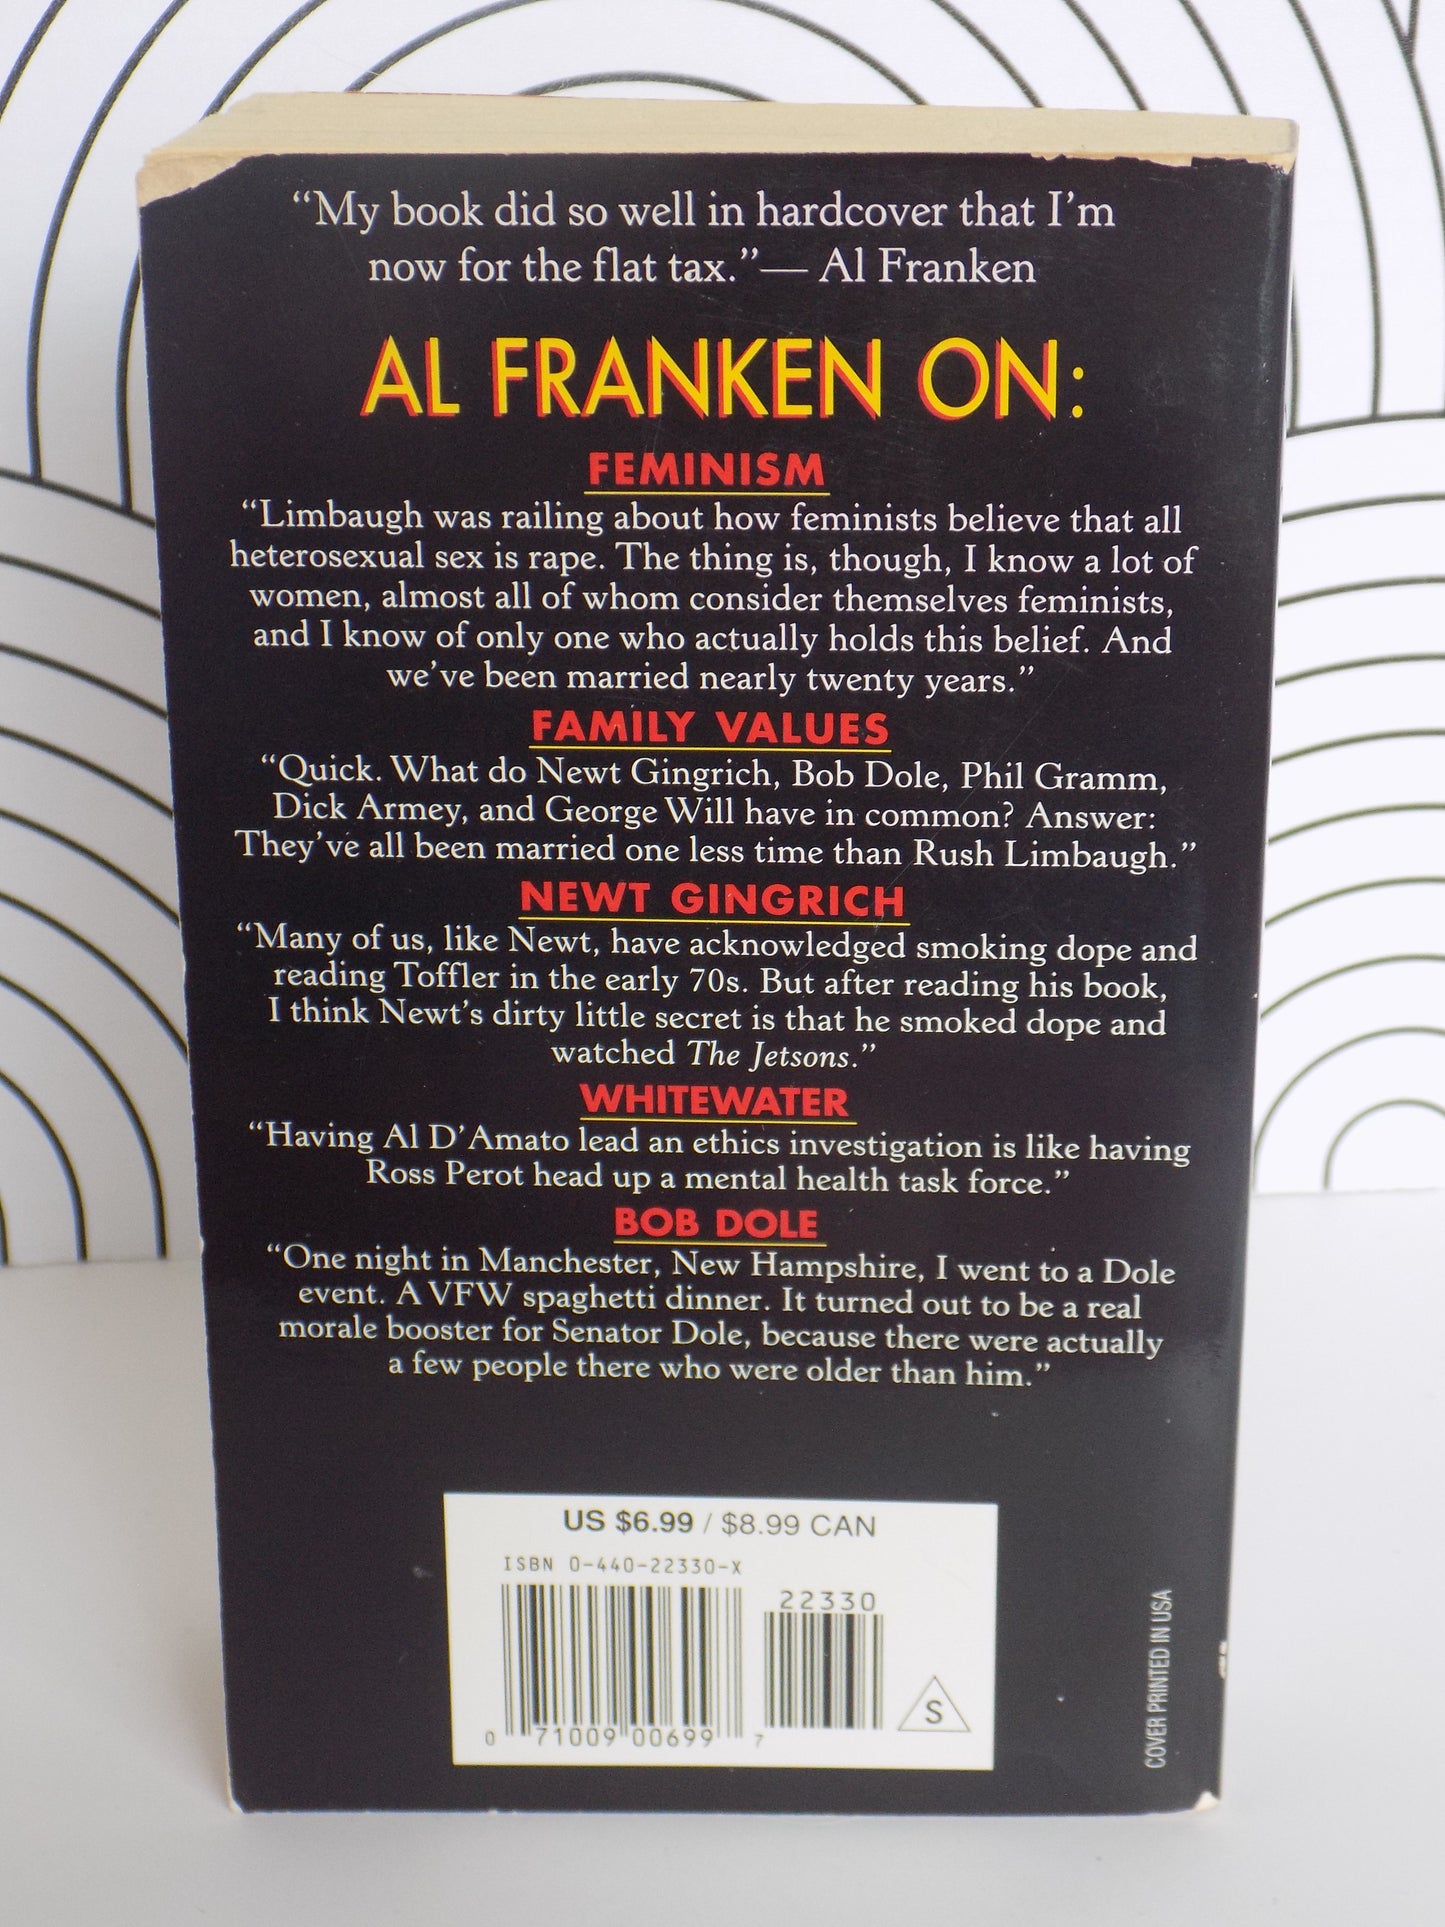 “My book did so well in hardcover that I’m
now for the flat tax.”— Al Franken
AL FRANKEN ON:
FEMINISM
“Limbaugh was railing about how feminists believe that all
heterosexual sex is rape. The thing is, though, I know a lot of
women, almost all of whom consider themselves feminists,
and I know of only one who actually holds this belief. And
we’ve been married nearly twenty years.”
FAMILY VALUES
“Quick. What do Newt Gingrich, Bob Dole, Phil Gramm,
Dick Armey, and George Will have in common? Answer:
They’ve all been married one less time than Rush Limbaugh.”
NEWT GINGRICH
“Many of us, like Newt, have acknowledged smoking dope and
reading Toffler in the early 70s. But after reading his book,
I think Newt’s dirty little secret is that he smoked dope and
watched The Jetsons.”
WHITEWATER
“Having Al D’Amato lead an ethics investigation is like having
Ross Perot head up a mental health task force.”
BOB DOLE
“One night in Manchester, New Hampshire, I went to a Dole
event. A VFW spaghetti dinner. It turned out to be a real
morale booster for Senator Dole, because there were actually
a few people there who were older than him.”
US $6.99 / $8.99 CAN
ISBN 0-440-22330-X
22330
0 71009 00699 7
S
COVER PRINTED IN USA